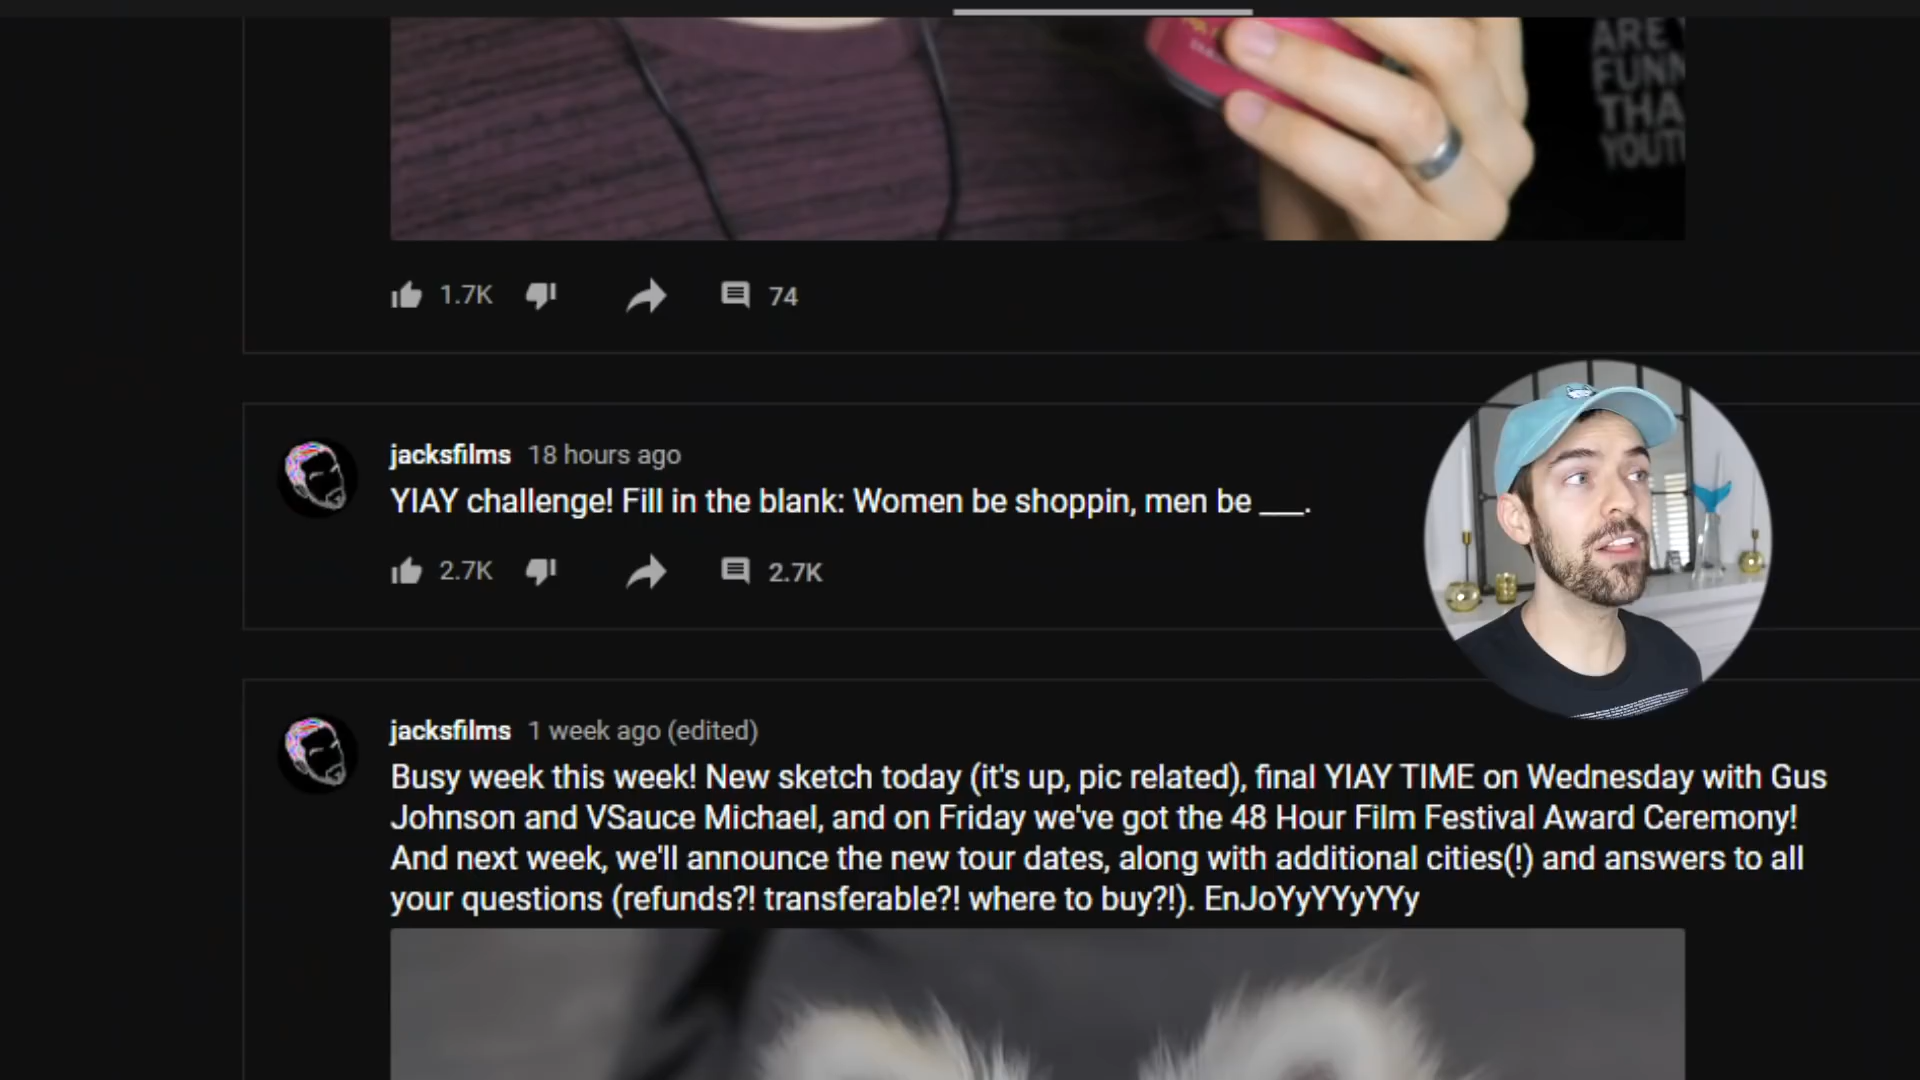 ARE
FUNN
THA
YOUT
1.7K
74
jacksfilms 18 hours ago
YIAY challenge! Fill in the blank: Women be shoppin, men be ___.
2.7K
2.7K
jacksfilms 1 week ago (edited)
Busy week this week! New sketch today (it's up, pic related), final YIAY TIME on Wednesday with Gus
Johnson and VSauce Michael, and on Friday we've got the 48 Hour Film Festival Award Ceremony!
And next week, we'll announce the new tour dates, along with additional cities(!) and answers to all
your questions (refunds?! transferable?! where to buy?!). EnJoYyYYyYYy